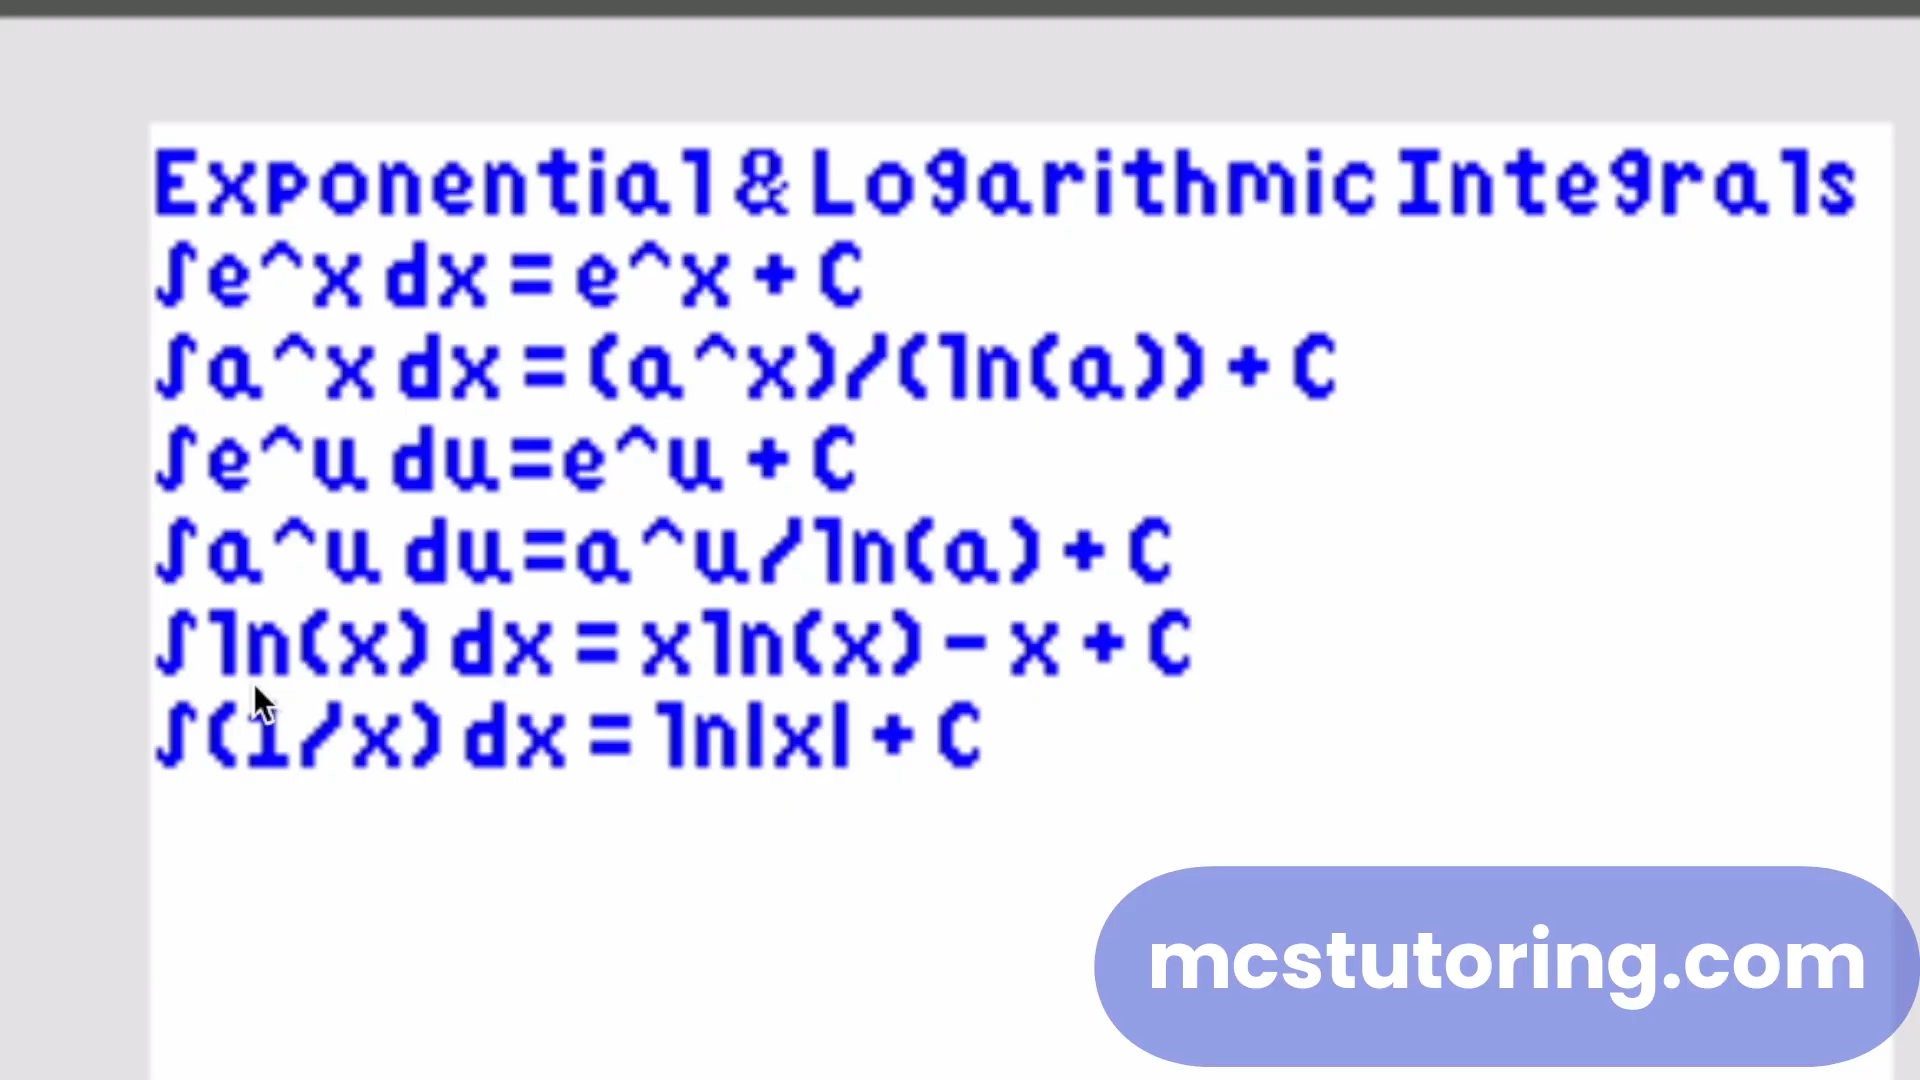 Exponential & Logarithmic Integrals
∫e^x dx = e^x + C
∫a^x dx = (a^x)/(ln(a)) + C
∫e^u du=e^u + C
∫a^u du=a^u/ln(a) + C
∫ln(x) dx = xln(x) - x + C
∫(1/x) dx = ln|x| + C
mcstutoring.com